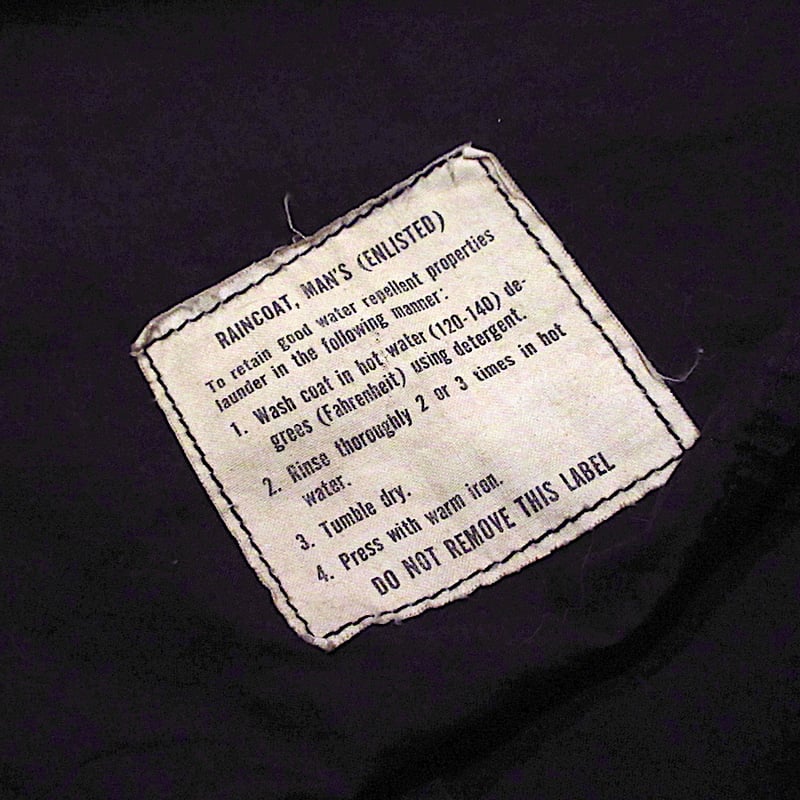 RAINCOAT, MAN'S (ENLISTED)
To retain good water repellent properties
launder in the following manner:
1. Wash coat in hot water (120-140) de-
grees (Fahrenheit) using detergent.
2. Rinse thoroughly 2 or 3 times in hot
water.
3. Tumble dry.
4. Press with warm iron.
DO NOT REMOVE THIS LABEL